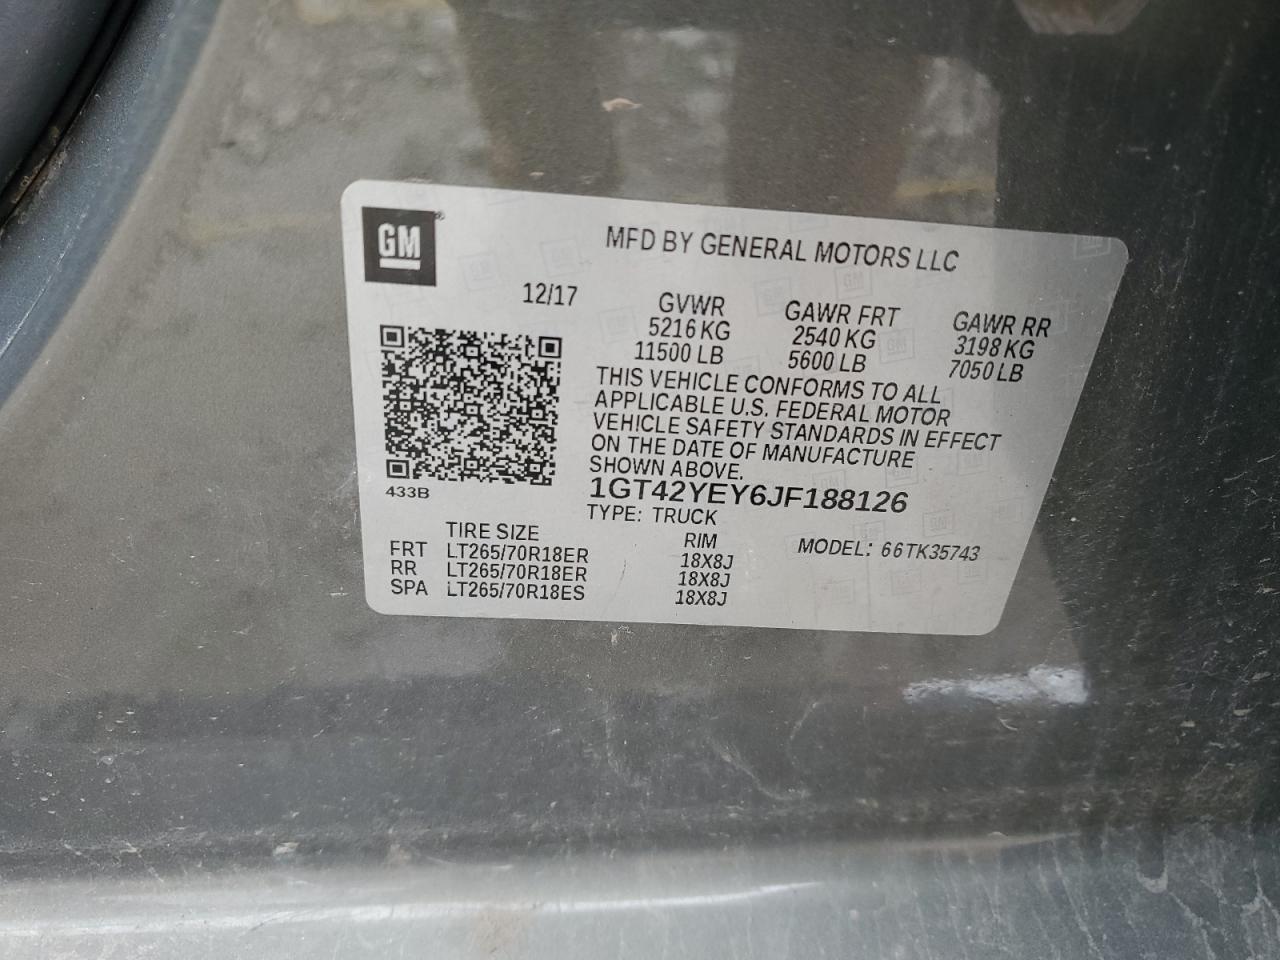 GM®
MFD BY GENERAL MOTORS LLC
12/17
GVWR GAWR FRT GAWR RR
5216 KG 2540 KG 3198 KG
11500 LB 5600 LB 7050 LB
THIS VEHICLE CONFORMS TO ALL
APPLICABLE U.S. FEDERAL MOTOR
VEHICLE SAFETY STANDARDS IN EFFECT
ON THE DATE OF MANUFACTURE
SHOWN ABOVE.
433B
1GT42YEY6JF188126
TYPE: TRUCK
TIRE SIZE RIM MODEL: 66TK35743
FRT LT265/70R18ER 18X8J
RR LT265/70R18ER 18X8J
SPA LT265/70R18ES 18X8J